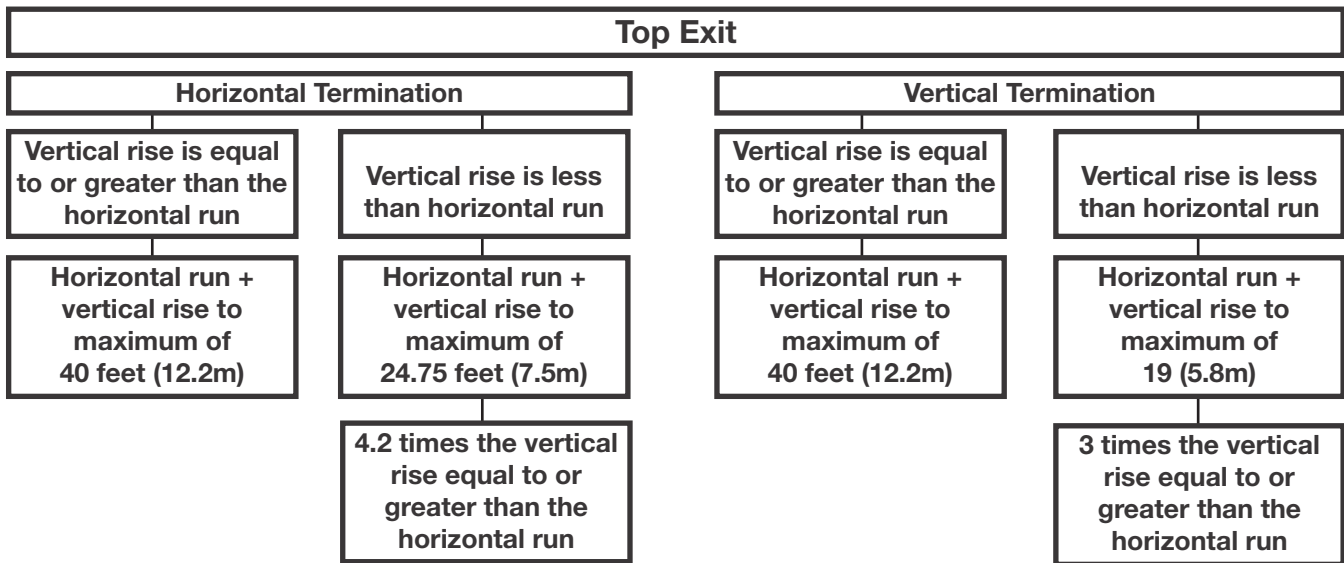 Top Exit
Horizontal Termination
Vertical Termination
Vertical rise is equal
to or greater than the
horizontal run
Vertical rise is less
than horizontal run
Vertical rise is equal
to or greater than the
horizontal run
Vertical rise is less
than horizontal run
Horizontal run +
vertical rise to
maximum of
40 feet (12.2m)
Horizontal run +
vertical rise to
maximum of
24.75 feet (7.5m)
Horizontal run +
vertical rise to
maximum of
40 feet (12.2m)
Horizontal run +
vertical rise to
maximum of
19 (5.8m)
4.2 times the vertical
rise equal to or
greater than the
horizontal run
3 times the vertical
rise equal to or
greater than the
horizontal run